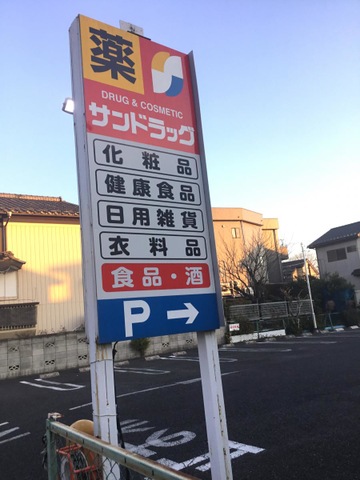 薬
DRUG & COSMETIC
サンドラッグ
化粧品
健康食品
日用雑貨
衣料品
食品・酒
P→